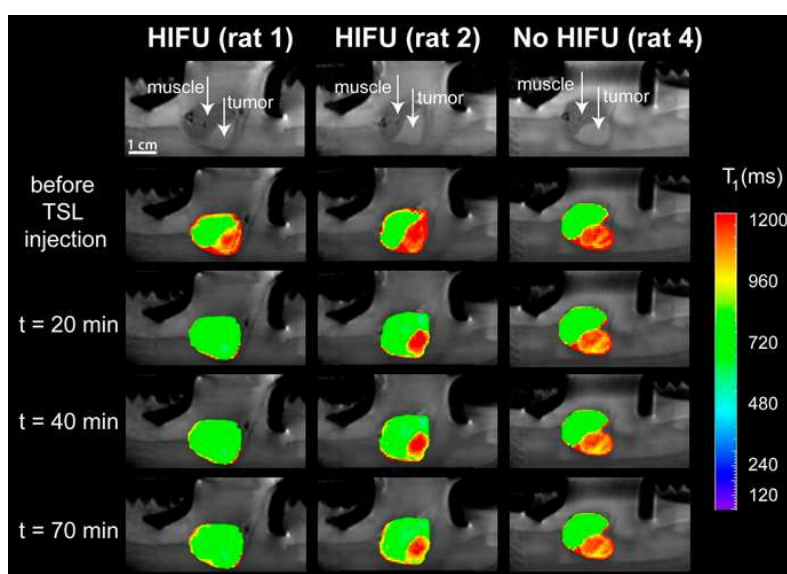 HIFU (rat 1) HIFU (rat 2) No HIFU (rat 4)
muscle tumor muscle tumor muscle tumor
1 cm
before
TSL
injection
t = 20 min
t = 40 min
t = 70 min
T1(ms)
1200
960
720
480
240
120